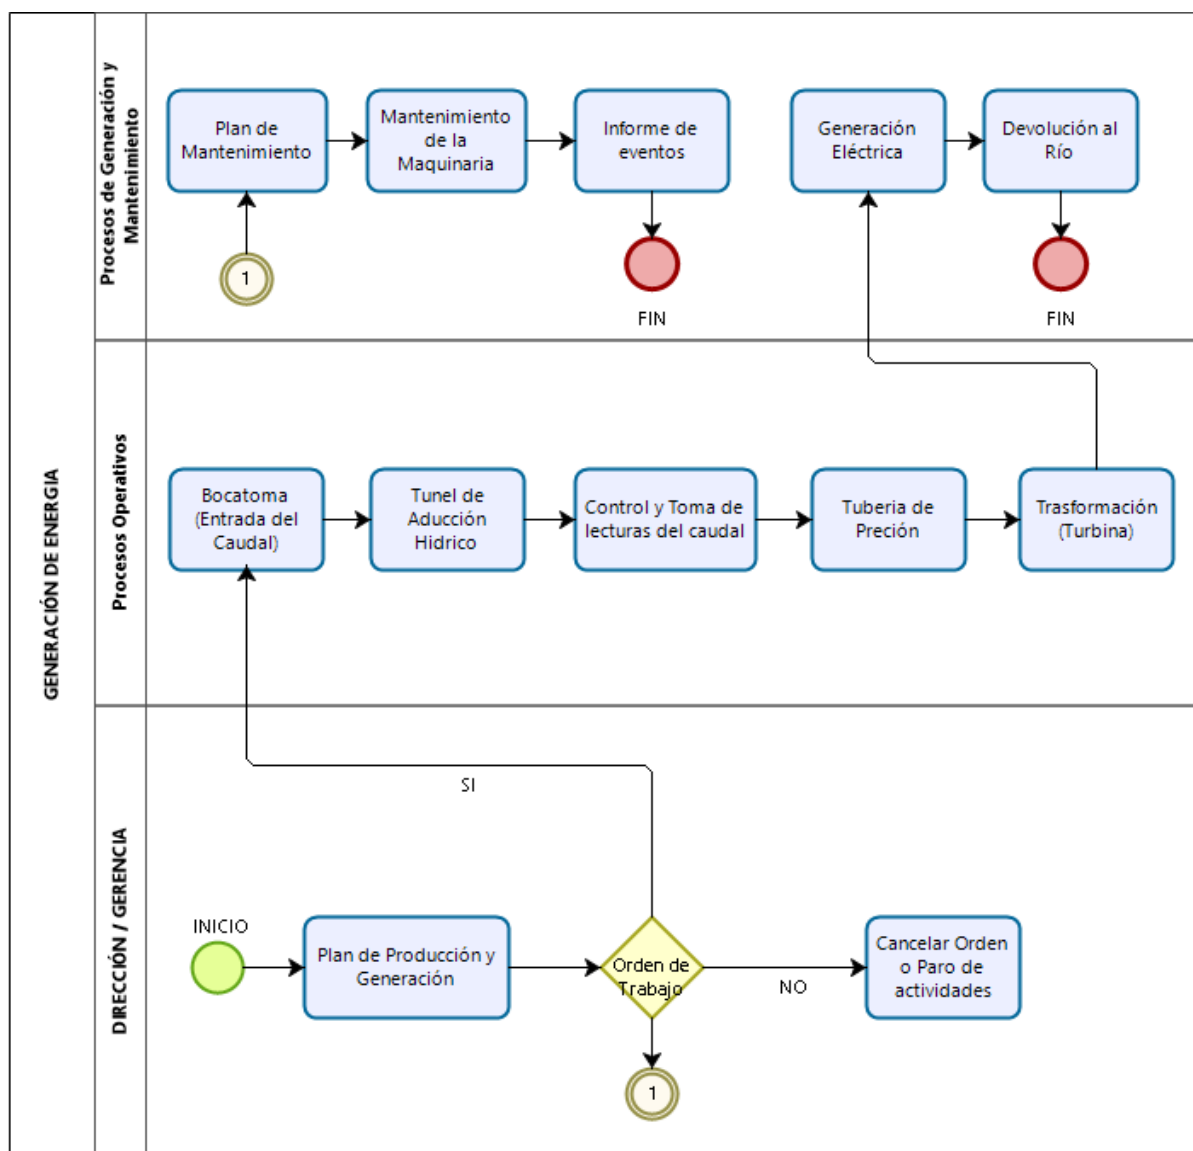 GENERACIÓN DE ENERGIA
Procesos de Generación y
Mantenimiento
Plan de
Mantenimiento
Mantenimiento
de la
Maquinaria
Informe de
eventos
Generación
Eléctrica
Devolución al
Río
1
FIN
FIN
Procesos Operativos
Bocatoma
(Entrada del
Caudal)
Tunel de
Aducción
Hidrico
Control y Toma de
lecturas del caudal
Tuberia de
Preción
Trasformación
(Turbina)
DIRECCIÓN / GERENCIA
SI
INICIO
Plan de Producción y
Generación
Orden de
Trabajo
NO
Cancelar Orden
o Paro de
actividades
1